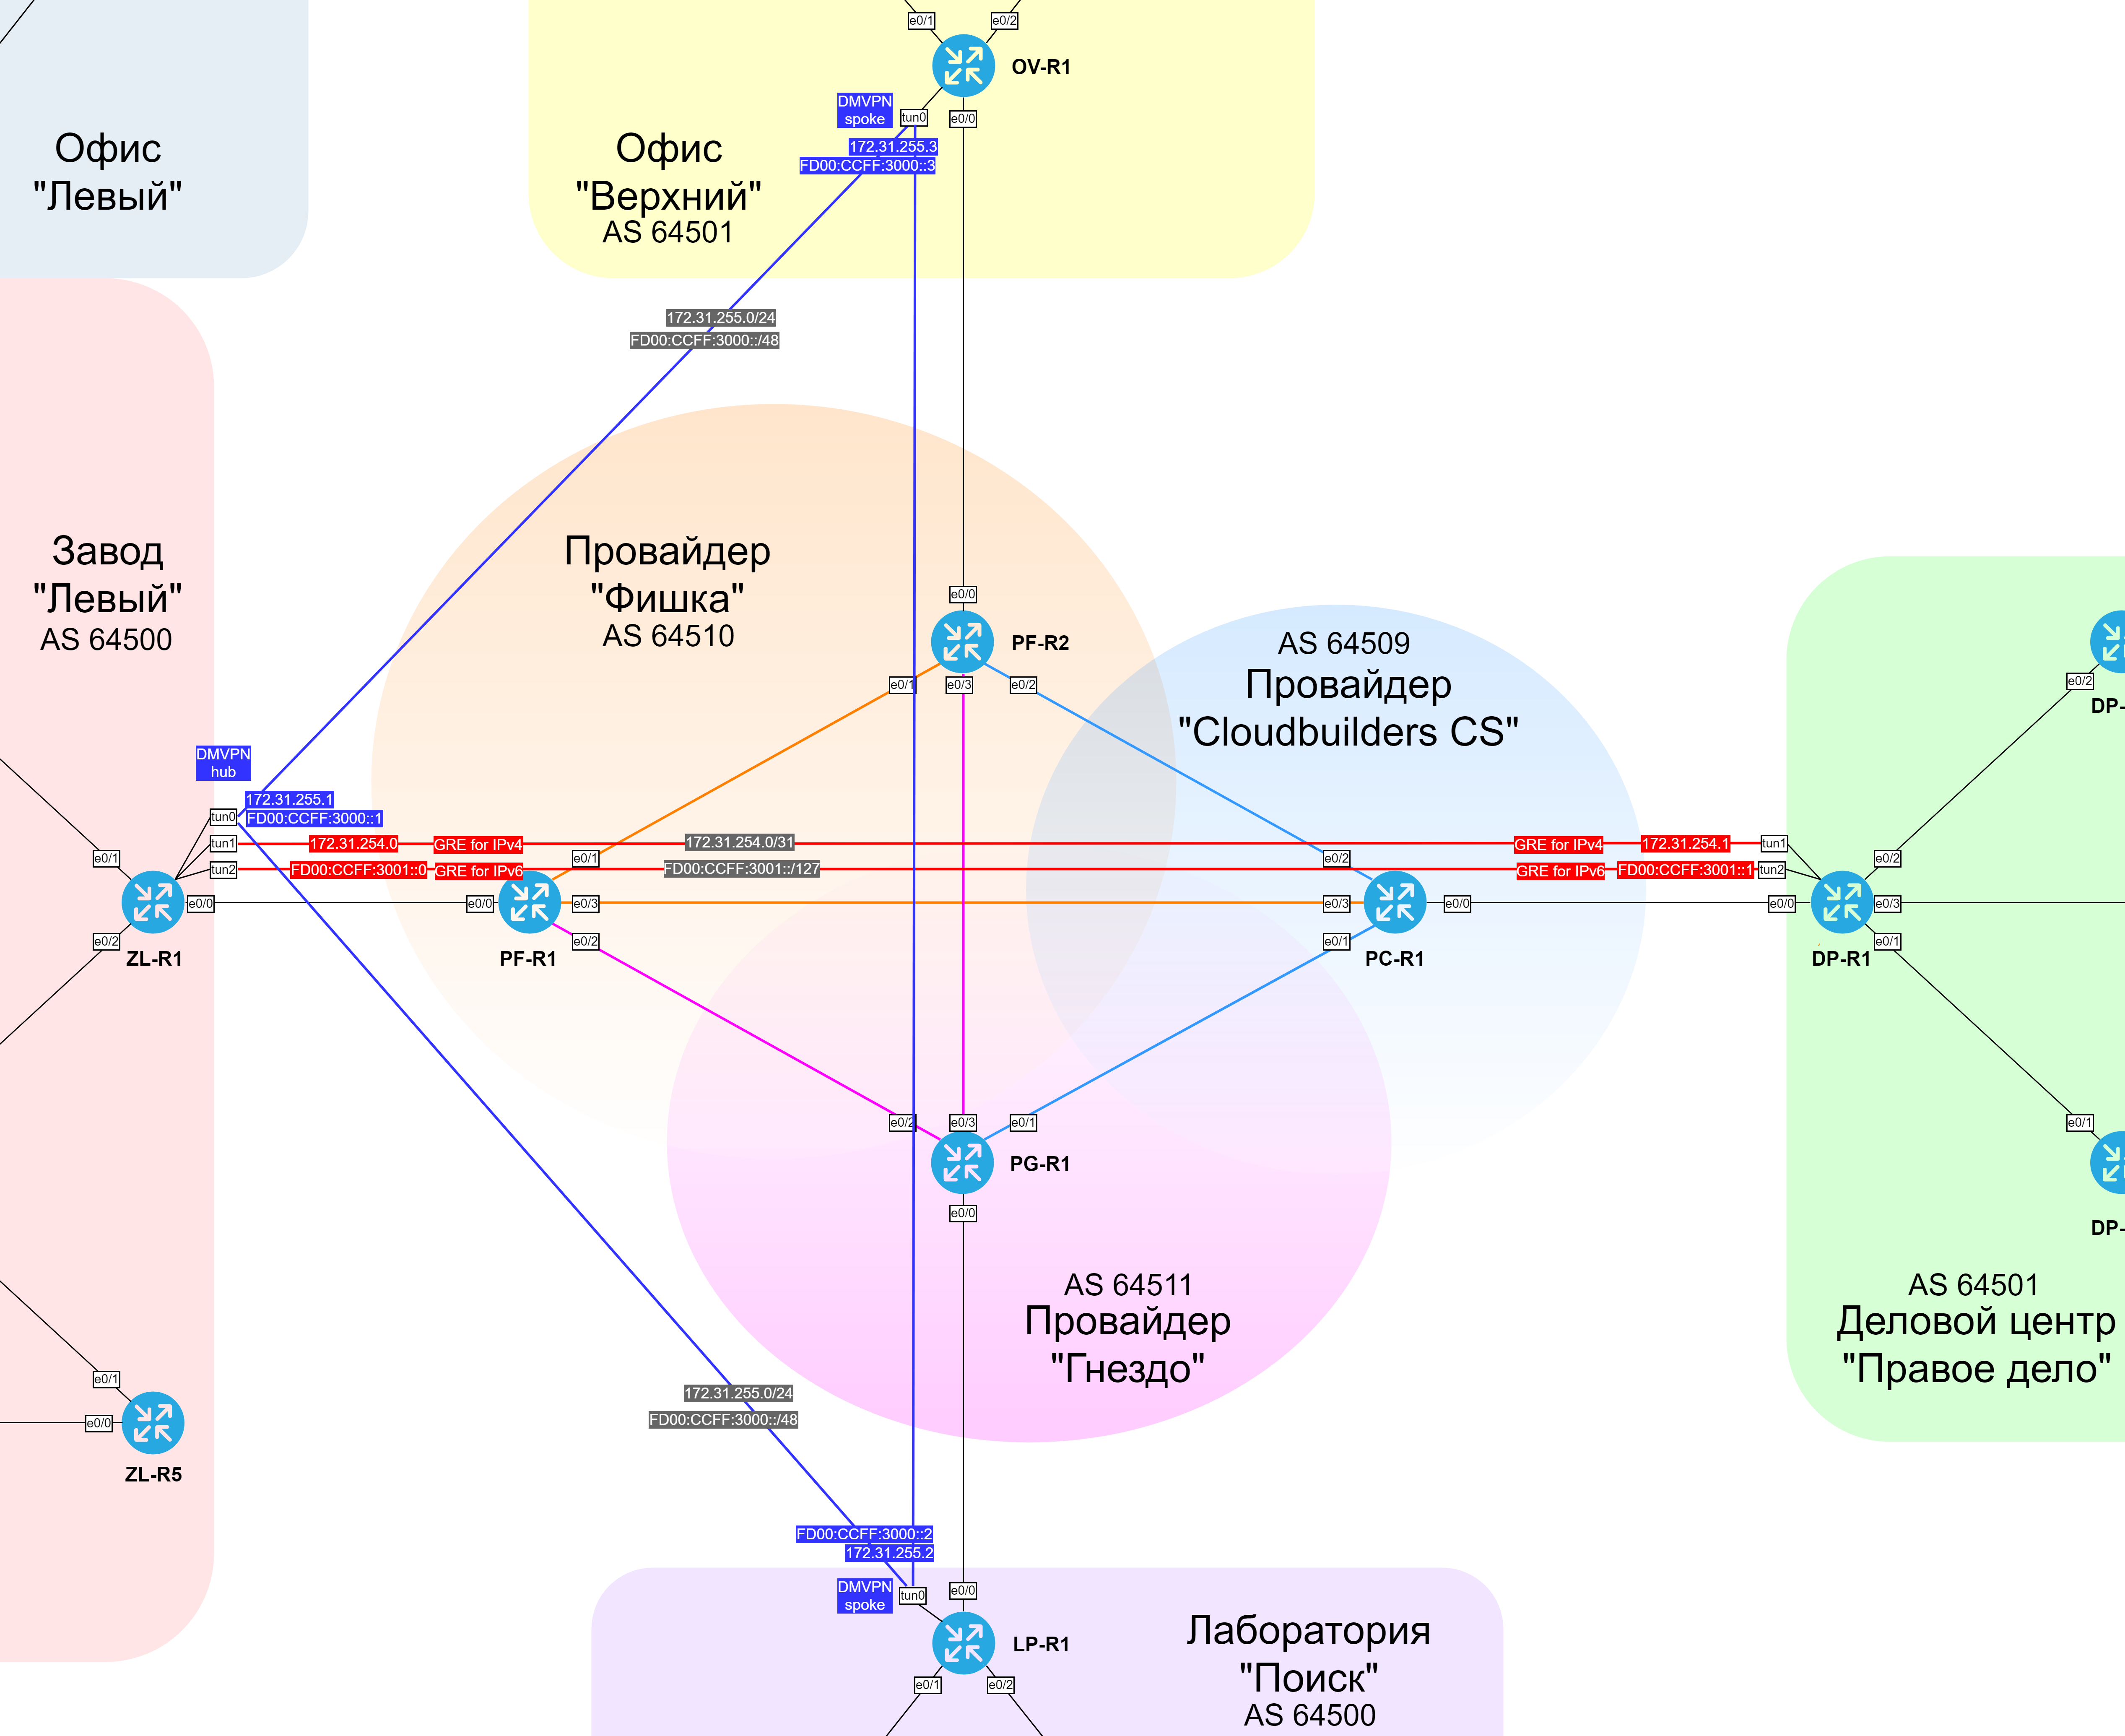 e0/1
e0/2
OV-R1
DMVPN
spoke
tun0
e0/0
172.31.255.3
FD00:CCFF:3000::3
Офис
"Левый"
Офис
"Верхний"
AS 64501
172.31.255.0/24
FD00:CCFF:3000::/48
Завод
"Левый"
AS 64500
Провайдер
"Фишка"
AS 64510
e0/0
PF-R2
e0/1
e0/3
e0/2
AS 64509
Провайдер
"Cloudbuilders CS"
e0/2
DP-
DMVPN
hub
172.31.255.1
FD00:CCFF:3000::1
tun0
tun1
172.31.254.0
GRE for IPv4
172.31.254.0/31
GRE for IPv4
172.31.254.1
tun1
e0/1
e0/1
e0/2
e0/2
tun2
FD00:CCFF:3001::0
GRE for IPv6
FD00:CCFF:3001::/127
GRE for IPv6
FD00:CCFF:3001::1
tun2
e0/0
e0/0
e0/3
e0/3
e0/0
e0/0
e0/3
e0/2
e0/2
e0/1
e0/1
ZL-R1
PF-R1
PC-R1
DP-R1
e0/2
e0/3
e0/1
e0/1
PG-R1
e0/0
DP-
AS 64511
Провайдер
"Гнездо"
AS 64501
Деловой центр
"Правое дело"
e0/1
e0/0
ZL-R5
172.31.255.0/24
FD00:CCFF:3000::/48
FD00:CCFF:3000::2
172.31.255.2
DMVPN
spoke
tun0
e0/0
LP-R1
e0/1
e0/2
Лаборатория
"Поиск"
AS 64500